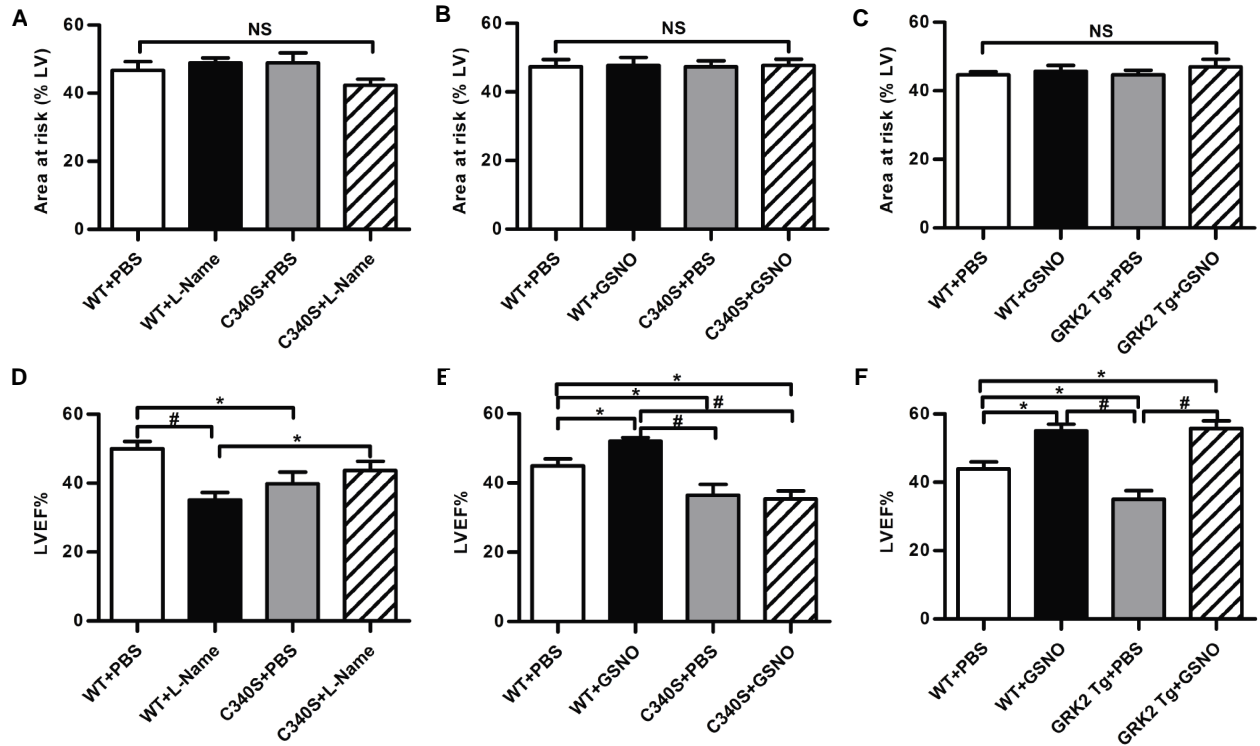 A
NS
Area at risk (% LV)
60
40
20
0
WT+PBS
WT+L-Name
C340S+PBS
C340S+L-Name
B
NS
Area at risk (% LV)
60
40
20
0
WT+PBS
WT+GSNO
C340S+PBS
C340S+GSNO
C
NS
Area at risk (% LV)
60
40
20
0
WT+PBS
WT+GSNO
GRK2 Tg+PBS
GRK2 Tg+GSNO
D
*
#
*
LVEF%
60
40
20
0
WT+PBS
WT+L-Name
C340S+PBS
C340S+L-Name
E
*
*
#
*
#
LVEF%
60
40
20
0
WT+PBS
WT+GSNO
C340S+PBS
C340S+GSNO
F
*
*
*
#
#
LVEF%
60
40
20
0
WT+PBS
WT+GSNO
GRK2 Tg+PBS
GRK2 Tg+GSNO